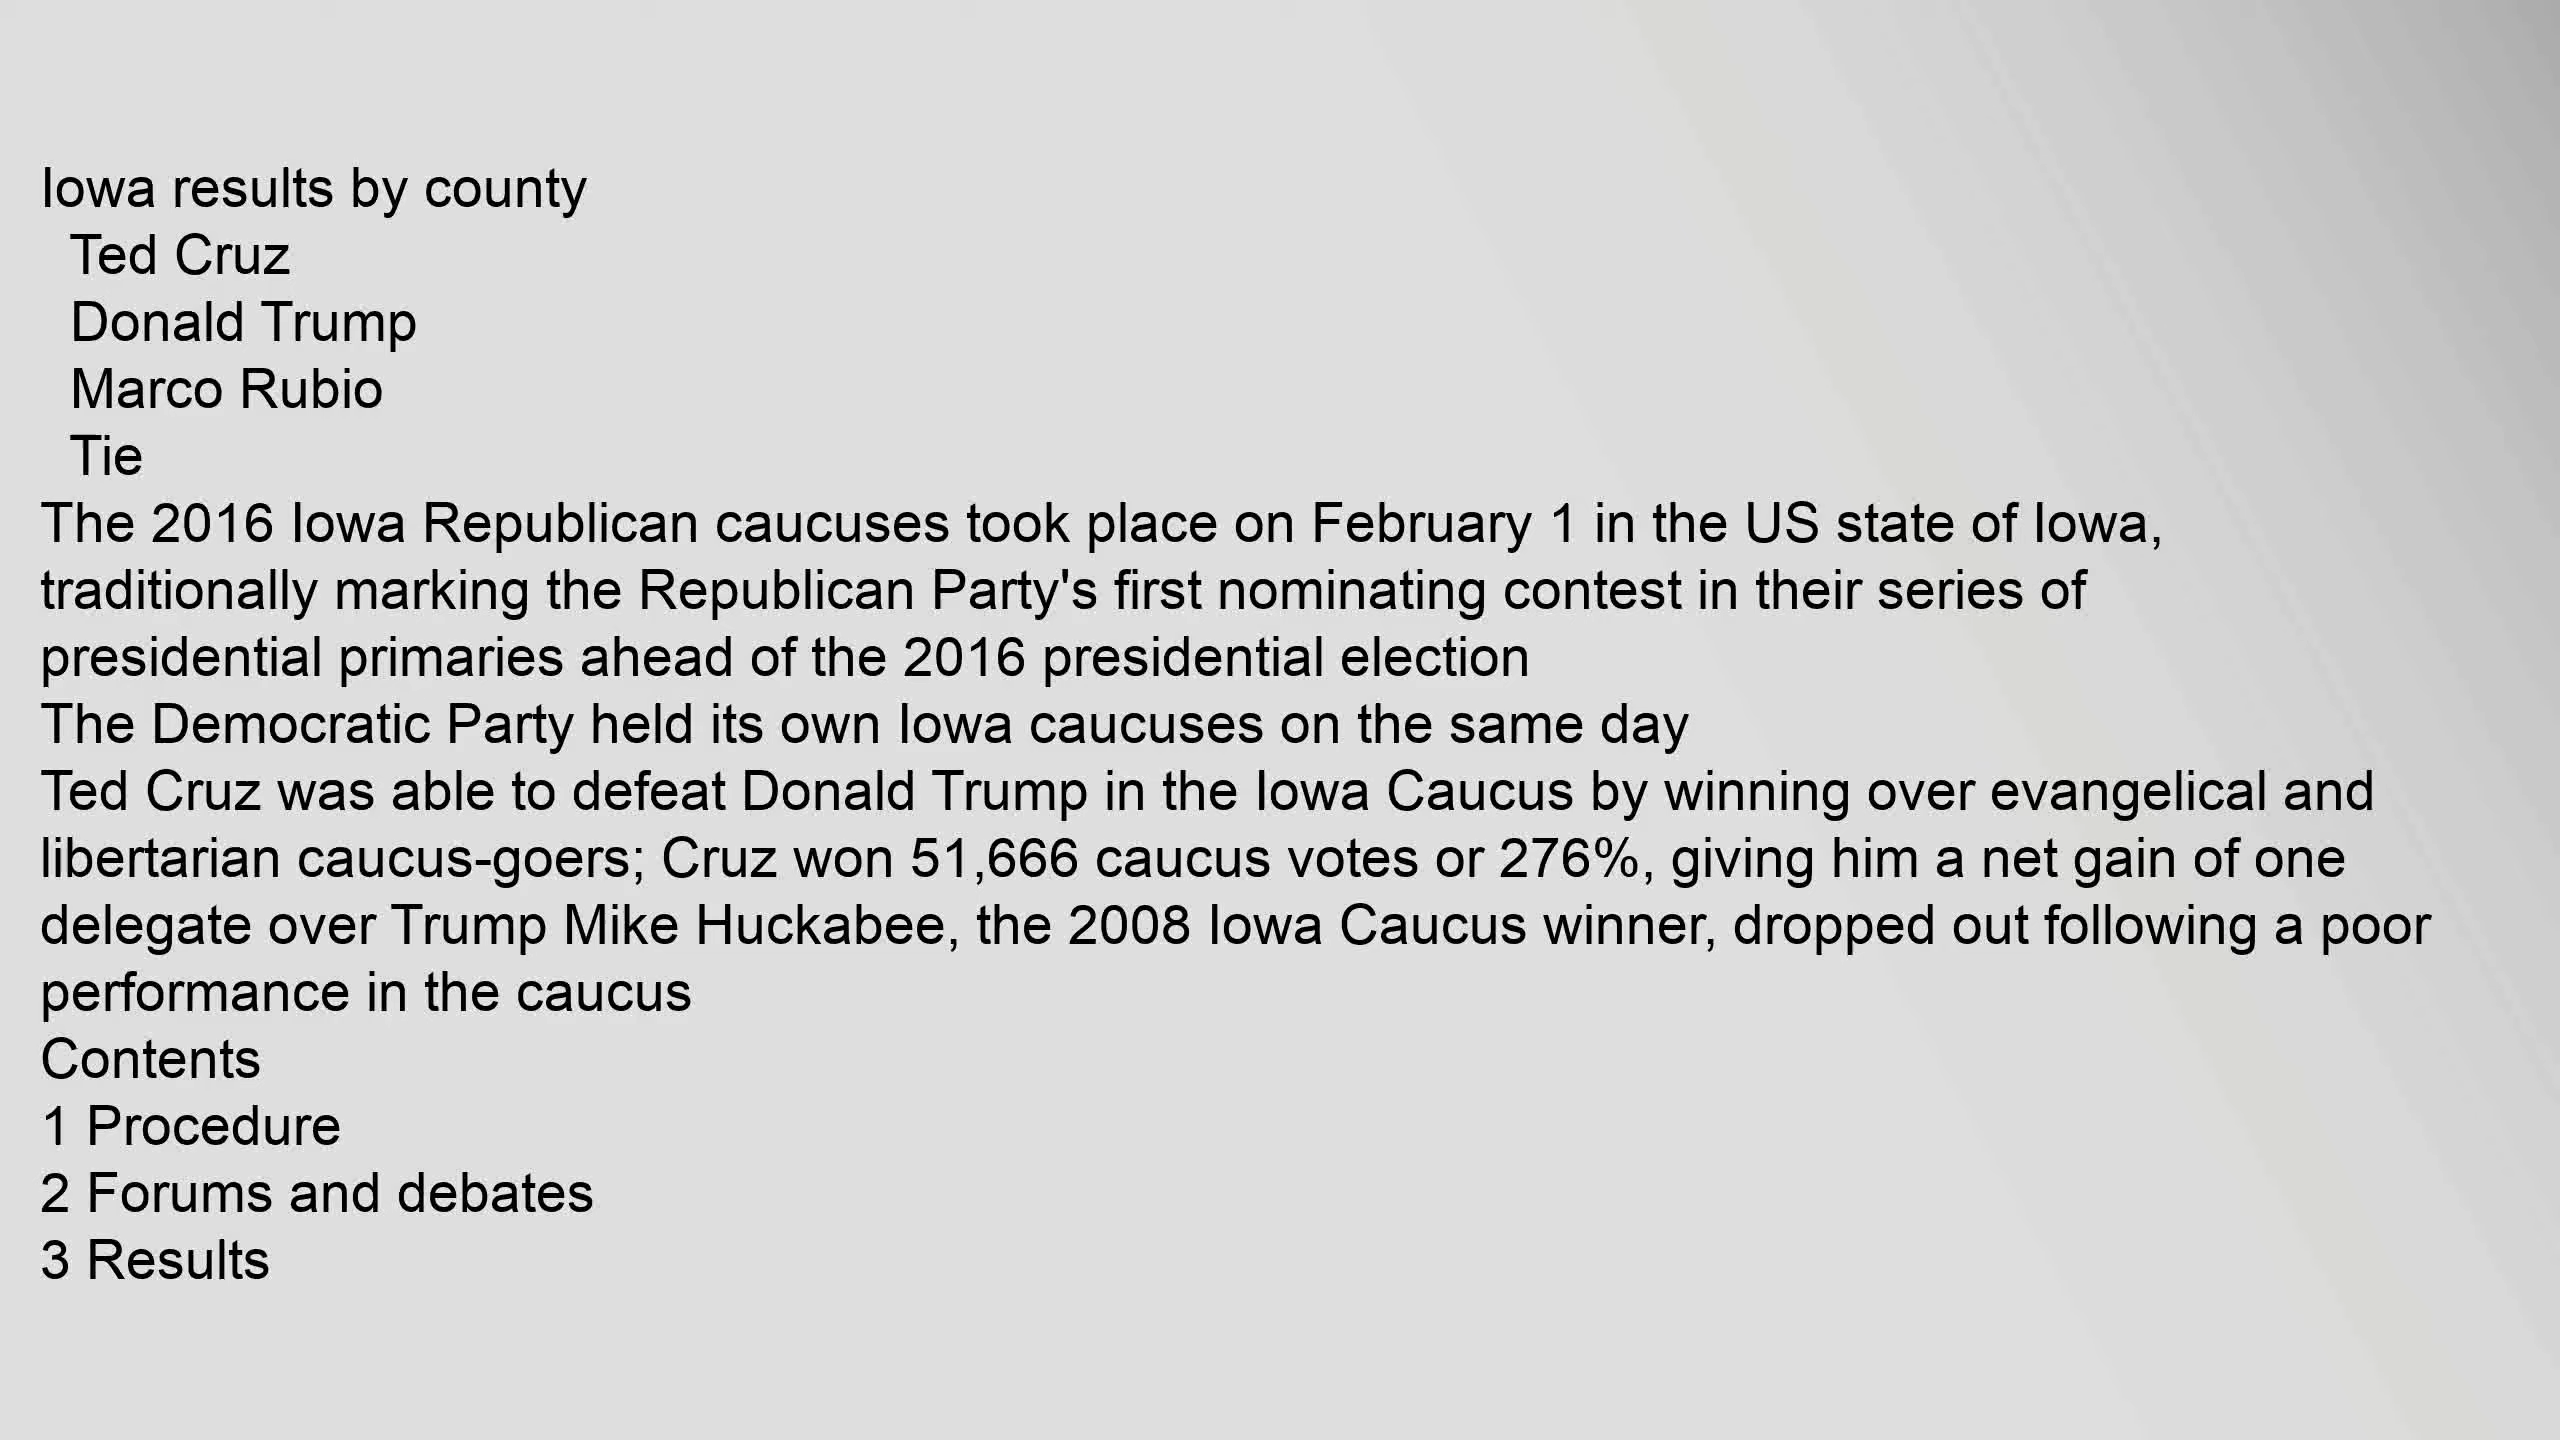 Iowa results by county
Ted Cruz
Donald Trump
Marco Rubio
Tie
The 2016 Iowa Republican caucuses took place on February 1 in the US state of Iowa,
traditionally marking the Republican Party's first nominating contest in their series of
presidential primaries ahead of the 2016 presidential election
The Democratic Party held its own Iowa caucuses on the same day
Ted Cruz was able to defeat Donald Trump in the Iowa Caucus by winning over evangelical and
libertarian caucus-goers; Cruz won 51,666 caucus votes or 276%, giving him a net gain of one
delegate over Trump Mike Huckabee, the 2008 Iowa Caucus winner, dropped out following a poor
performance in the caucus
Contents
1 Procedure
2 Forums and debates
3 Results